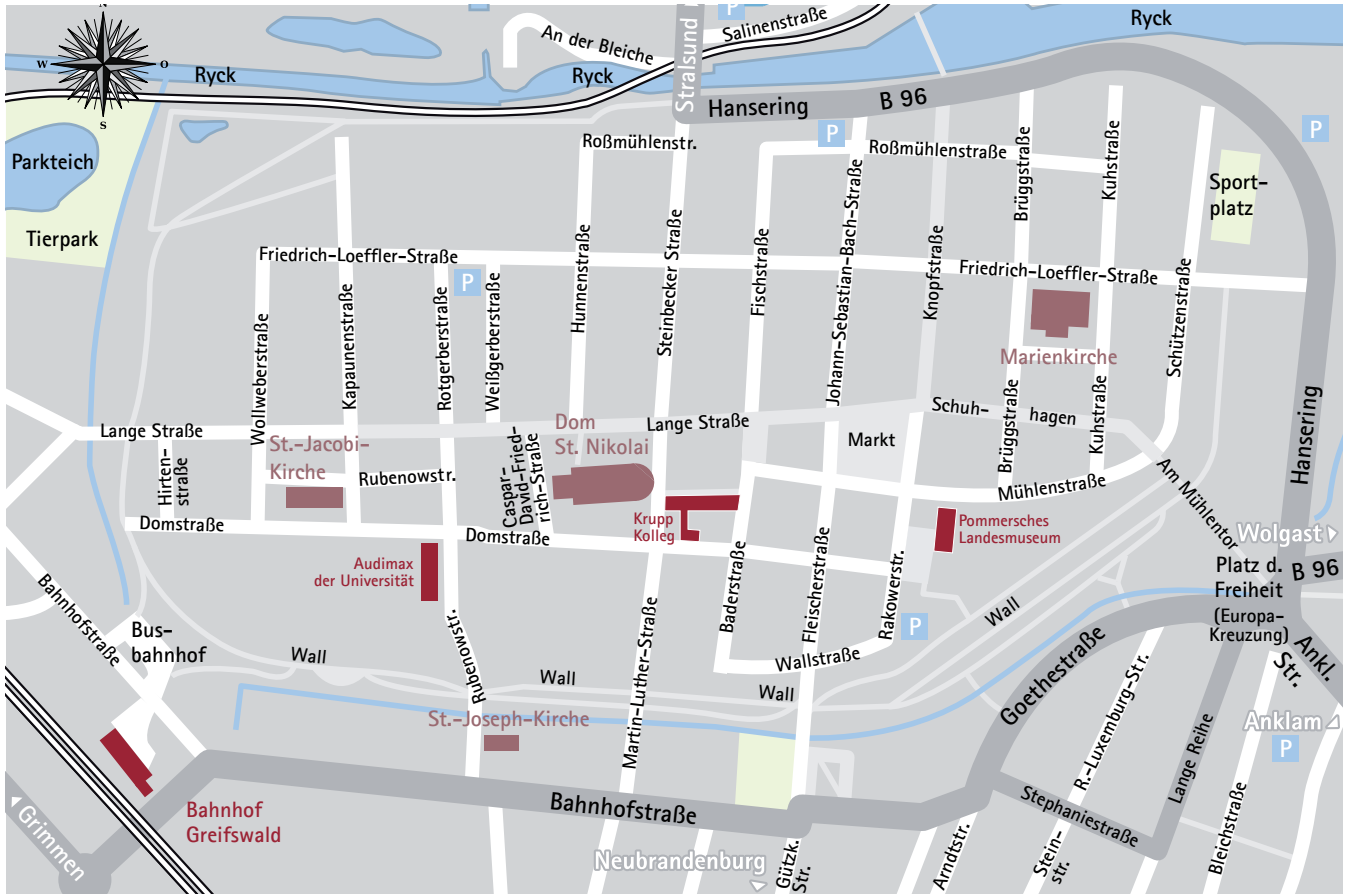 N
W
O
S
Ryck
An der Bleiche
Ryck
Stralsund
P
Salinenstraße
Ryck
Hansering
B 96
P
P
Parkteich
Tierpark
Roßmühlenstr.
Roßmühlenstraße
Brüggstraße
Kuhstraße
Sport-
platz
Friedrich-Loeffler-Straße
P
Hunnenstraße
Steinbecker Straße
Fischstraße
Johann-Sebastian-Bach-Straße
Knopfstraße
Friedrich-Loeffler-Straße
Schützenstraße
Marienkirche
Wollweberstraße
Kapaunenstraße
Rotgerberstraße
Weißgerberstraße
Hansering
Lange Straße
St.-Jacobi-
Kirche
Rubenowstr.
Hirten-
straße
Caspar-
David-Fried-
rich-Straße
Dom
St. Nikolai
Lange Straße
Markt
Schuh-
hagen
Brüggstraße
Kuhstraße
Mühlenstraße
Am Mühlentor
Domstraße
Domstraße
Krupp
Kolleg
Pommersches
Landesmuseum
Wolgast
Audimax
der Universität
Platz d.
Freiheit
(Europa-
Kreuzung)
B 96
Bahnhofstraße
Bus-
bahnhof
Wall
Rubenowstr.
Wall
Martin-Luther-Straße
Baderstraße
Fleischerstraße
Rakowerstr.
P
Wallstraße
Wall
Wall
Goethestraße
Ankl.
Str.
Anklam
P
St.-Joseph-Kirche
R.-Luxemburg-Str.
Lange Reihe
Bahnhof
Greifswald
Grimmen
Bahnhofstraße
Stephaniestraße
Neubrandenburg
Gützk.
Str.
Arndtstr.
Stein-
str.
Bleichstraße